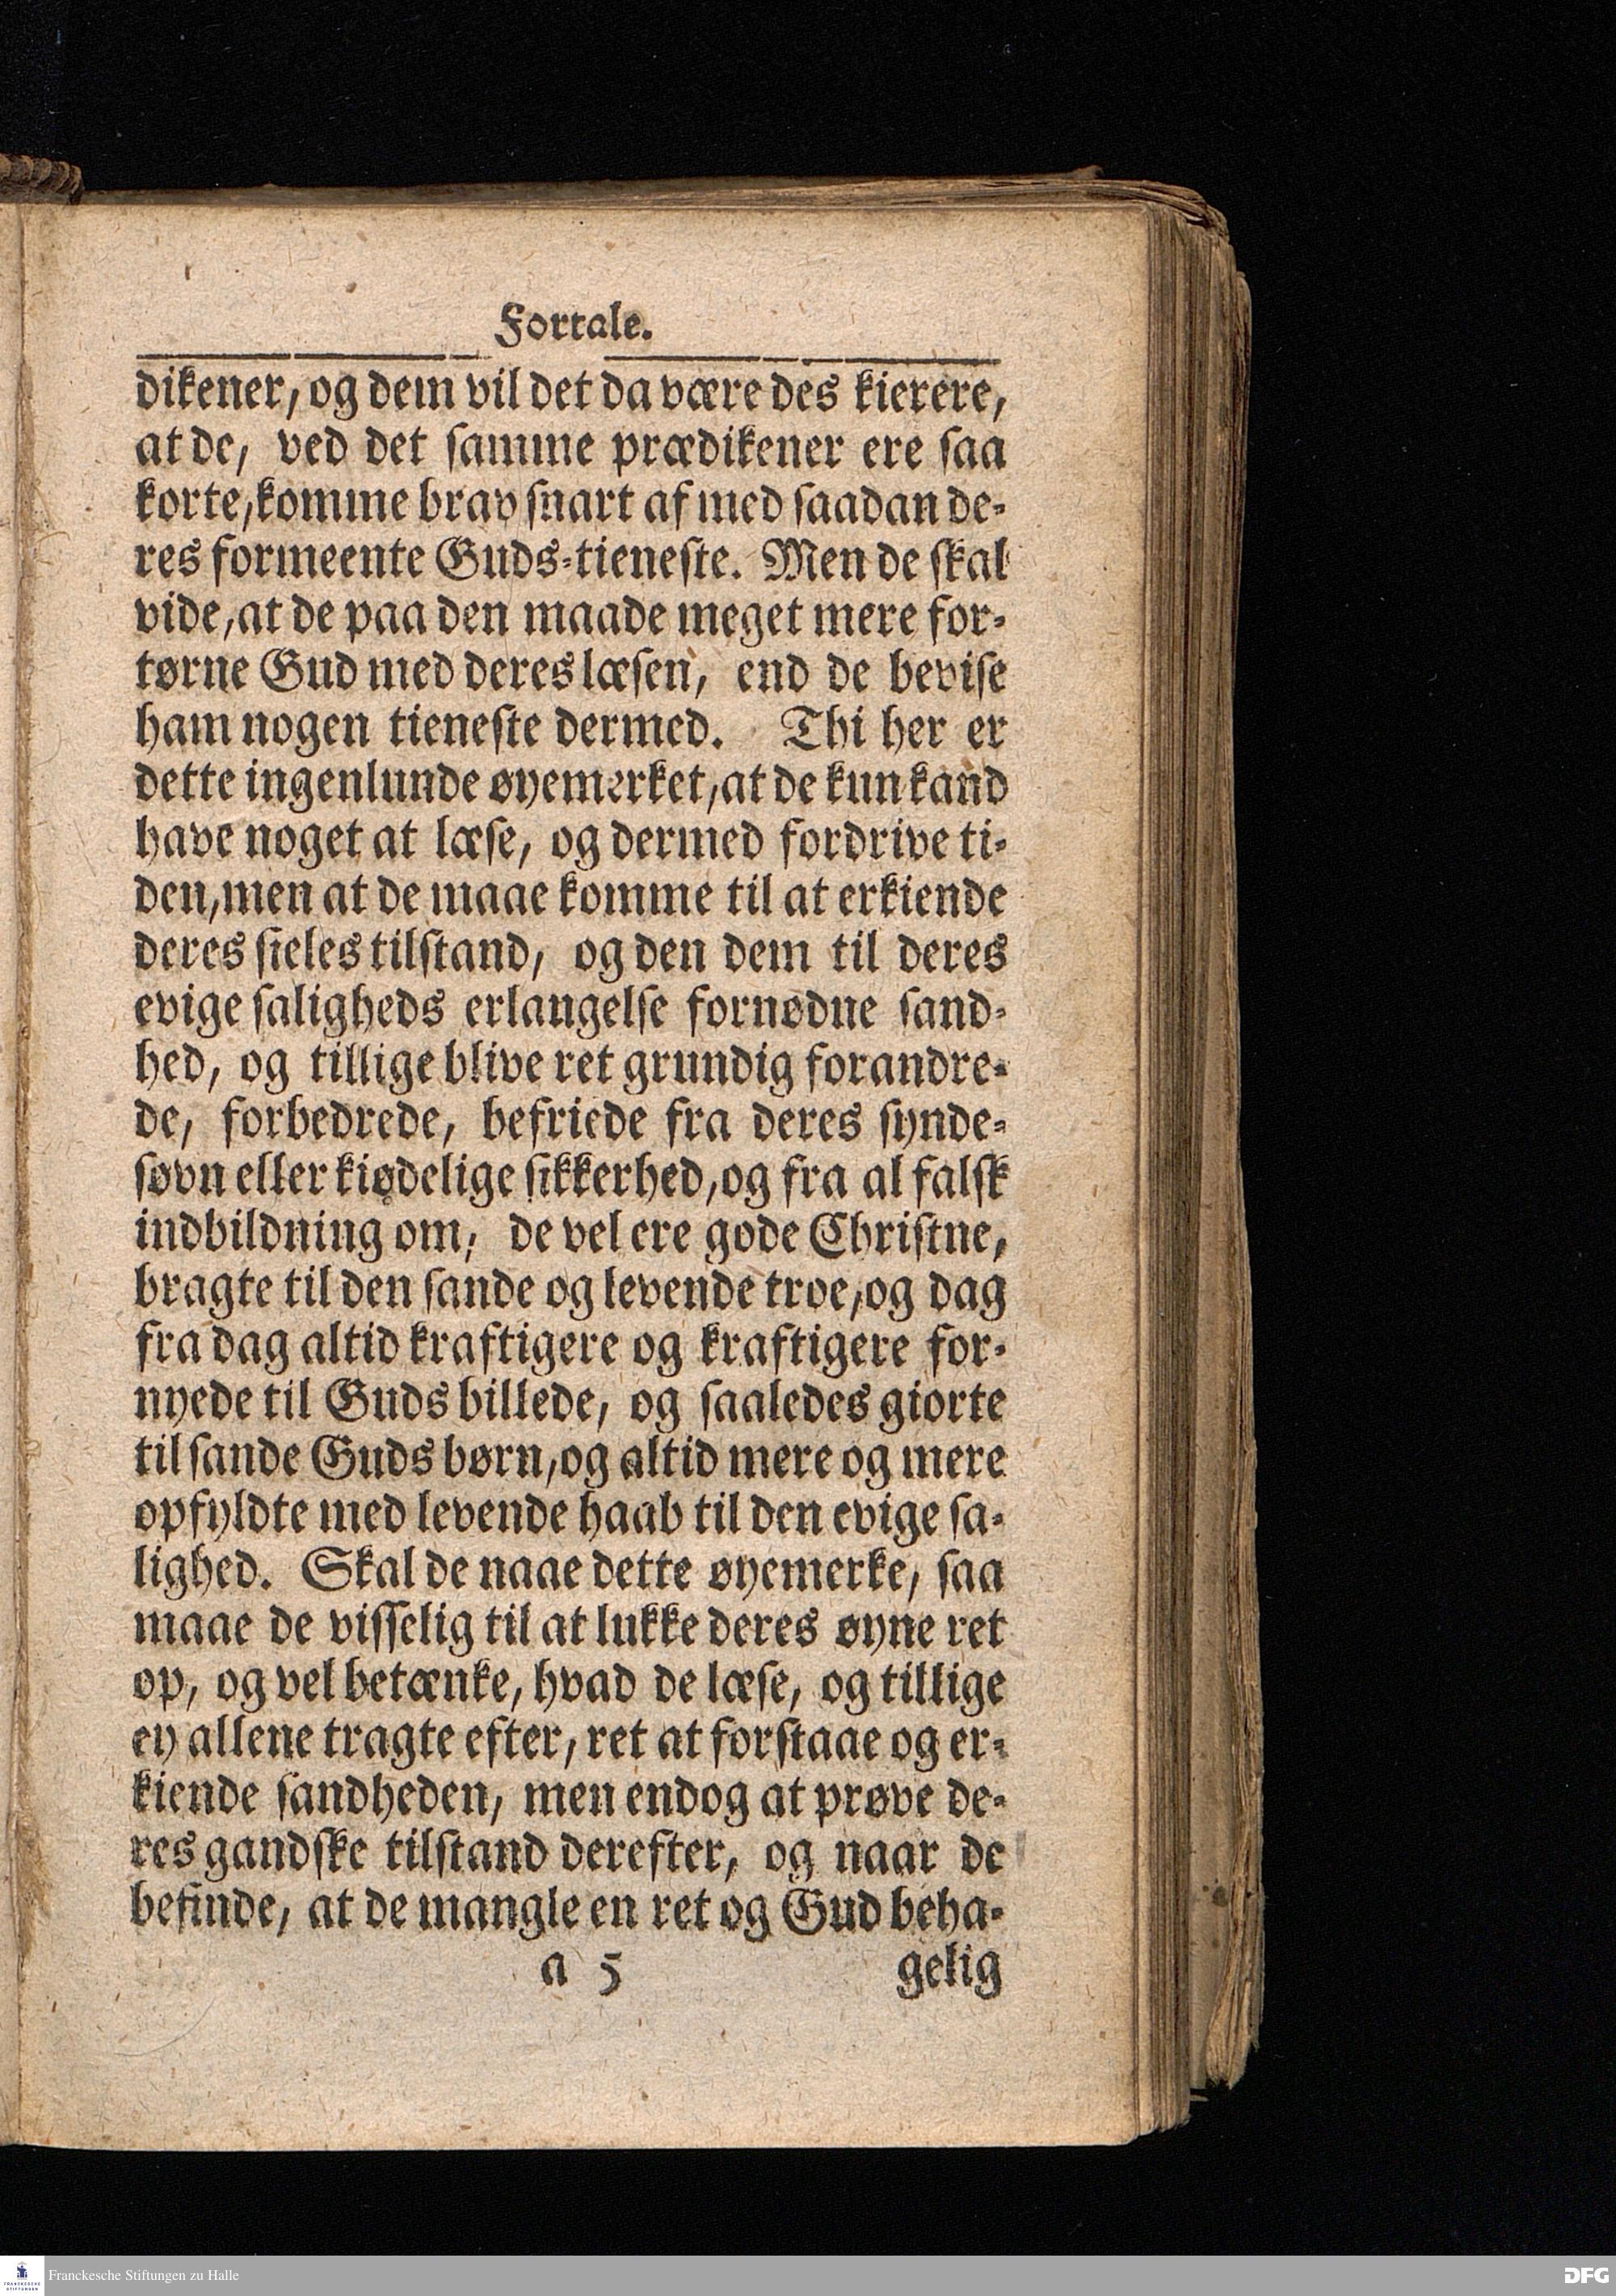 Fortale.
dikener, og dem vil det da være des kierere,
at de, ved det samme prædikener ere saa
korte, komme brav snart af med saadan de-
res formeente Guds-tieneste. Men de skal
vide, at de paa den maade meget mere for-
tørne Gud med deres læsen, end de bevise
ham nogen tieneste dermed. Thi her er
dette ingenlunde øyemerket, at de kun kand
have noget at læse, og dermed fordrive ti-
den, men at de maae komme til at erkiende
deres sieles tilstand, og den dem til deres
evige saligheds erlangelse fornødne sand-
hed, og tillige blive ret grundig forandre-
de, forbedrede, befriede fra deres synde-
søvn eller kiødelige sikkerhed, og fra al falsk
indbildning om, de vel ere gode Christne,
bragte til den sande og levende troe, og dag
fra dag altid kraftigere og kraftigere for-
nyede til Guds billede, og saaledes giorte
til sande Guds børn, og altid mere og mere
opfyldte med levende haab til den evige sa-
lighed. Skal de naae dette øyemerke, saa
maae de visselig til at lukke deres øyne ret
op, og vel betænke, hvad de læse, og tillige
ey allene tragte efter, ret at forstaae og er-
kiende sandheden, men endog at prøve de-
res gandske tilstand derefter, og naar de
befinde, at de mangle en ret og Gud beha-
a 5 gelig
FRANCKESCHE STIFTUNGEN
Franckesche Stiftungen zu Halle
DFG